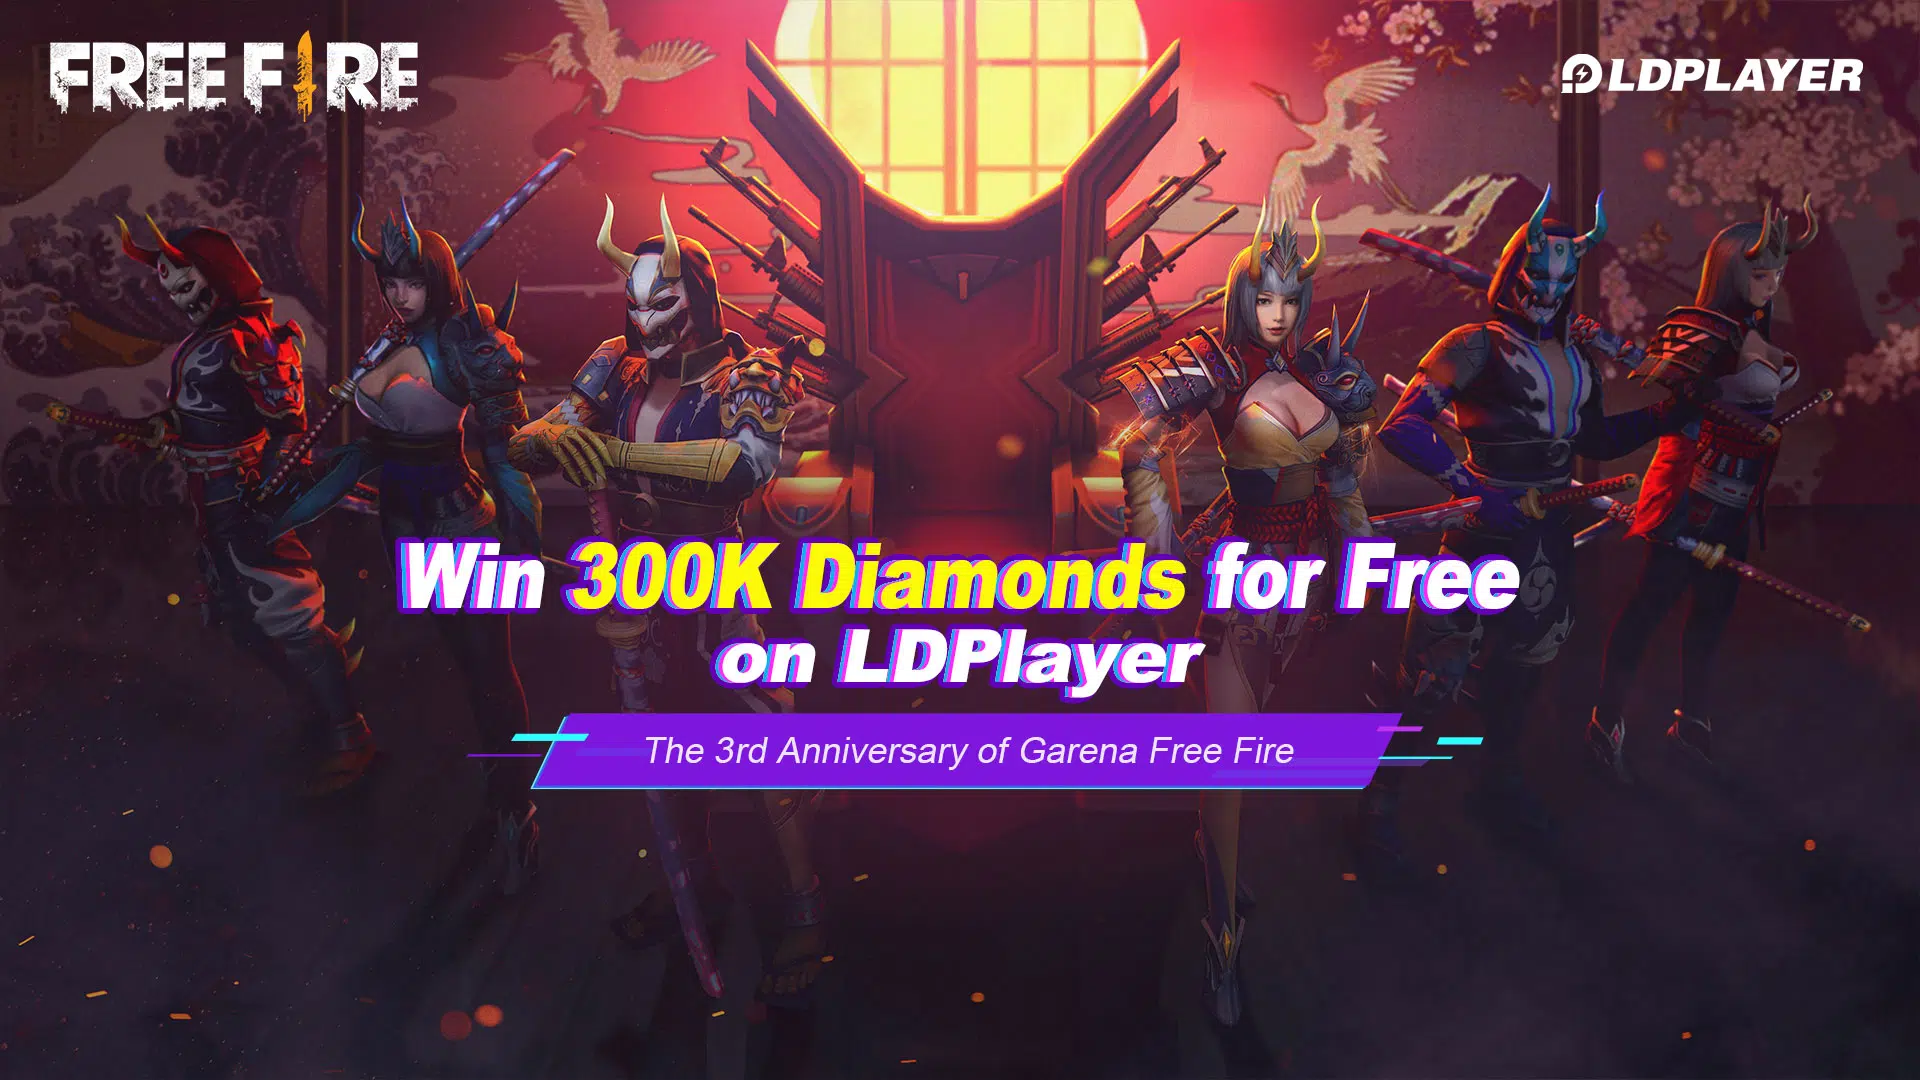 FREE FIRE
LDPLAYER
Win 300K Diamonds for Free
on LDPlayer
The 3rd Anniversary of Garena Free Fire